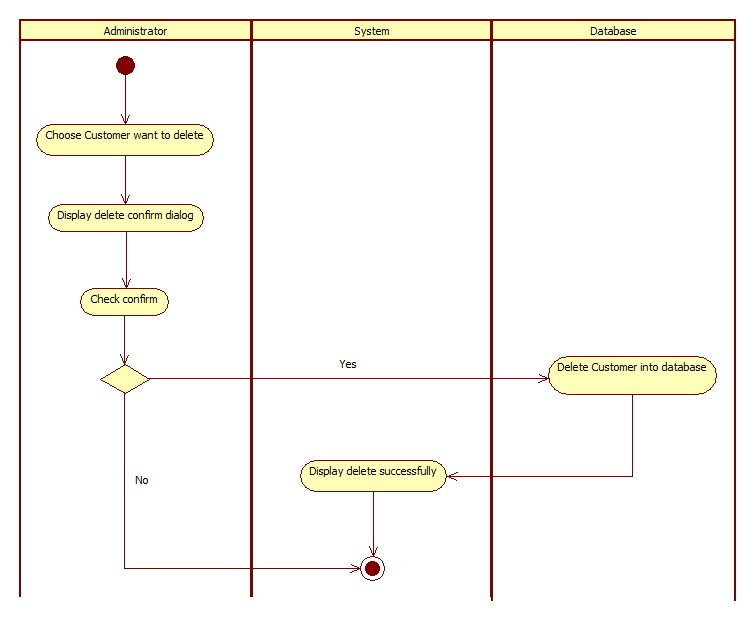 Administrator
System
Database
Choose Customer want to delete
Display delete confirm dialog
Check confirm
Yes
Delete Customer into database
Display delete successfully
No